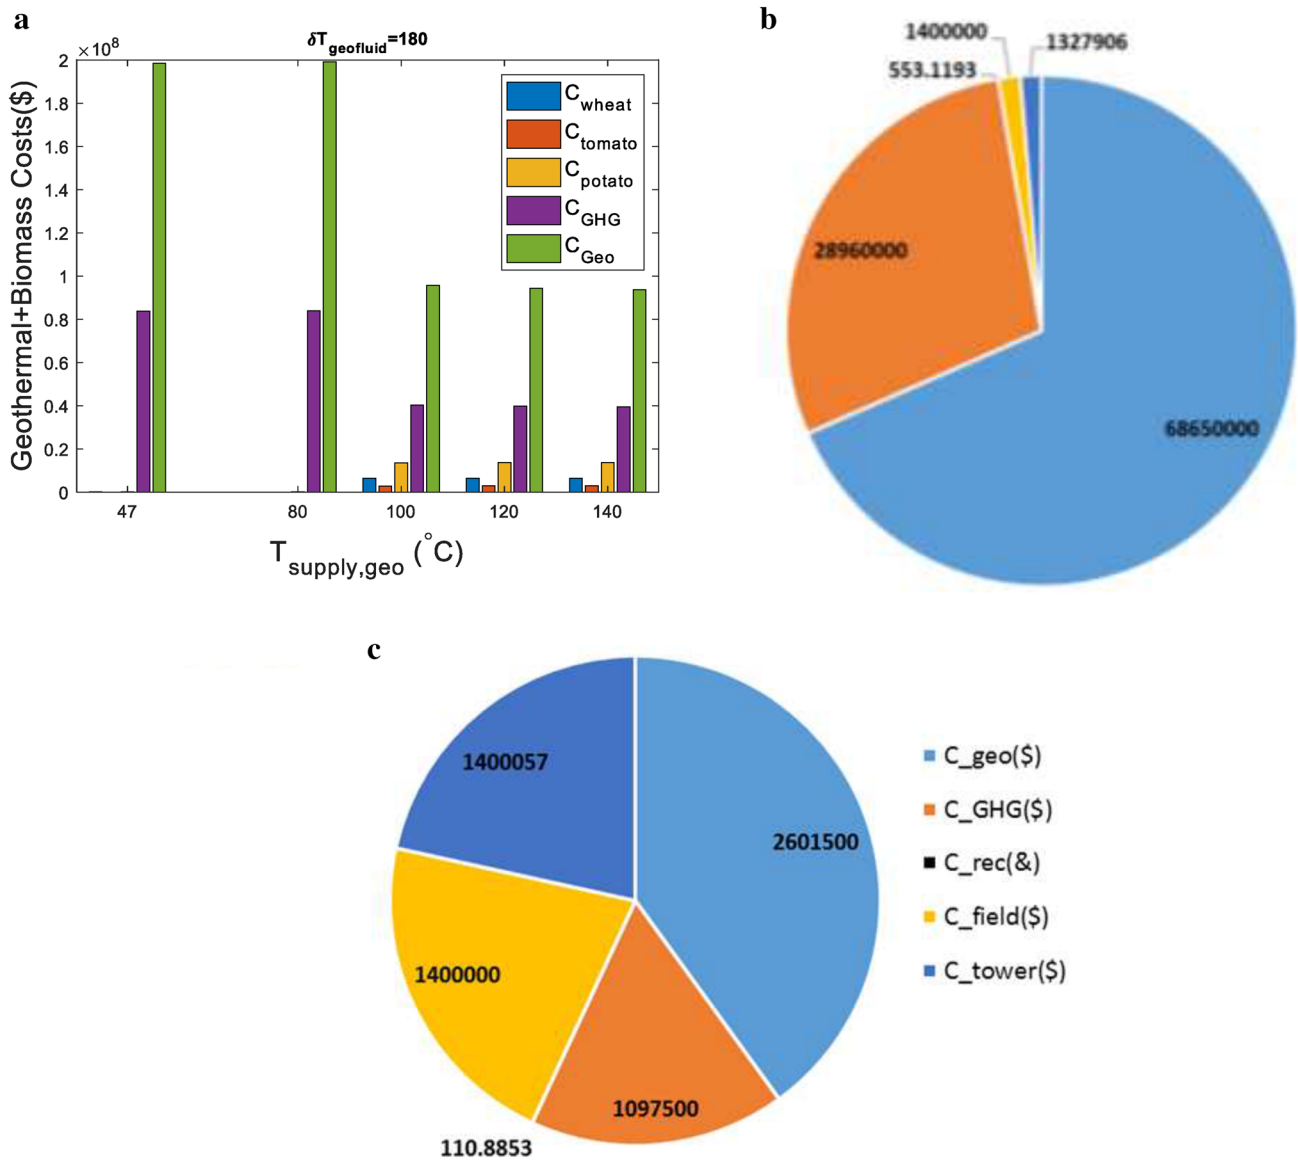 a
δT_geofluid=180
×10^8
2
1.8
1.6
1.4
1.2
1
0.8
0.6
0.4
0.2
0
Geothermal+Biomass Costs($)
C_wheat
C_tomato
C_potato
C_GHG
C_Geo
47 80 100 120 140
T_supply,geo (°C)
b
1400000
1327906
553.1193
28960000
68650000
c
1400057
2601500
1400000
1097500
110.8853
C_geo($)
C_GHG($)
C_rec(&)
C_field($)
C_tower($)